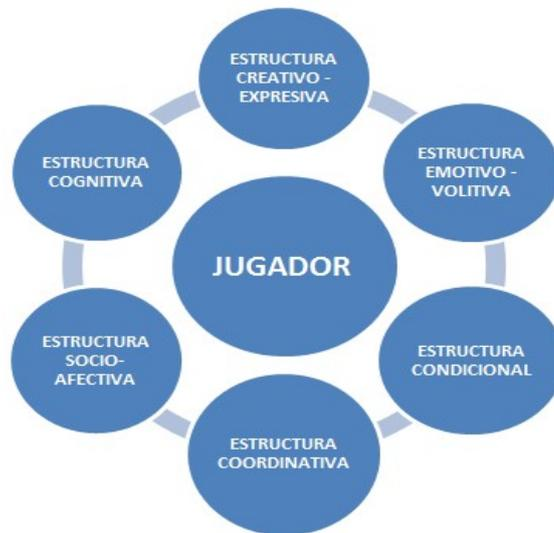 ESTRUCTURA
CREATIVO -
EXPRESIVA
ESTRUCTURA
EMOTIVO -
VOLITIVA
ESTRUCTURA
COGNITIVA
JUGADOR
ESTRUCTURA
SOCIO-
AFECTIVA
ESTRUCTURA
CONDICIONAL
ESTRUCTURA
COORDINATIVA